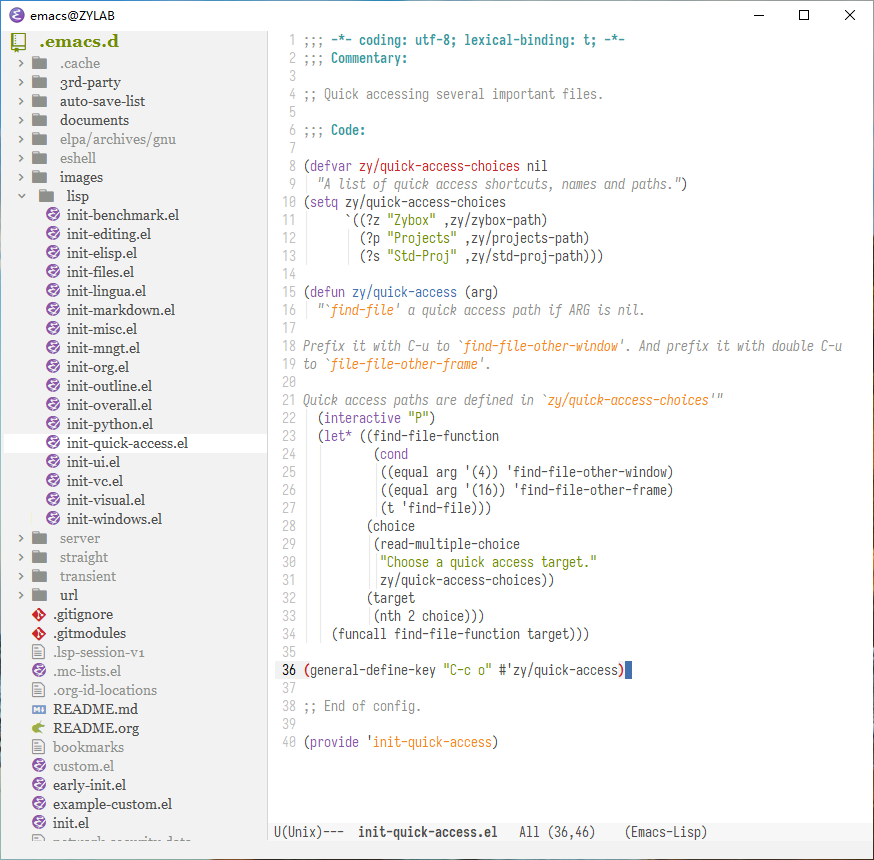 emacs@ZYLAB
.emacs.d
.cache
3rd-party
auto-save-list
documents
elpa/archives/gnu
eshell
images
lisp
init-benchmark.el
init-editing.el
init-elisp.el
init-files.el
init-lingua.el
init-markdown.el
init-misc.el
init-mngt.el
init-org.el
init-outline.el
init-overall.el
init-python.el
init-quick-access.el
init-ui.el
init-vc.el
init-visual.el
init-windows.el
server
straight
transient
url
.gitignore
.gitmodules
.lsp-session-v1
.mc-lists.el
.org-id-locations
README.md
README.org
bookmarks
custom.el
early-init.el
example-custom.el
init.el
network-security.data
1 ;;; -*- coding: utf-8; lexical-binding: t; -*-
2 ;;; Commentary:
3
4 ;; Quick accessing several important files.
5
6 ;;; Code:
7
8 (defvar zy/quick-access-choices nil
9   "A list of quick access shortcuts, names and paths.")
10 (setq zy/quick-access-choices
11       `((?z "Zybox" ,zy/zybox-path)
12         (?p "Projects" ,zy/projects-path)
13         (?s "Std-Proj" ,zy/std-proj-path)))
14
15 (defun zy/quick-access (arg)
16   "`find-file' a quick access path if ARG is nil.
17
18 Prefix it with C-u to `find-file-other-window'. And prefix it with double C-u
19 to `file-file-other-frame'.
20
21 Quick access paths are defined in `zy/quick-access-choices'"
22   (interactive "P")
23   (let* ((find-file-function
24           (cond
25            ((equal arg '(4)) 'find-file-other-window)
26            ((equal arg '(16)) 'find-file-other-frame)
27            (t 'find-file)))
28          (choice
29           (read-multiple-choice
30            "Choose a quick access target."
31            zy/quick-access-choices))
32          (target
33           (nth 2 choice)))
34     (funcall find-file-function target)))
35
36 (general-define-key "C-c o" #'zy/quick-access)
37
38 ;; End of config.
39
40 (provide 'init-quick-access)
U(Unix)--- init-quick-access.el All (36,46) (Emacs-Lisp)